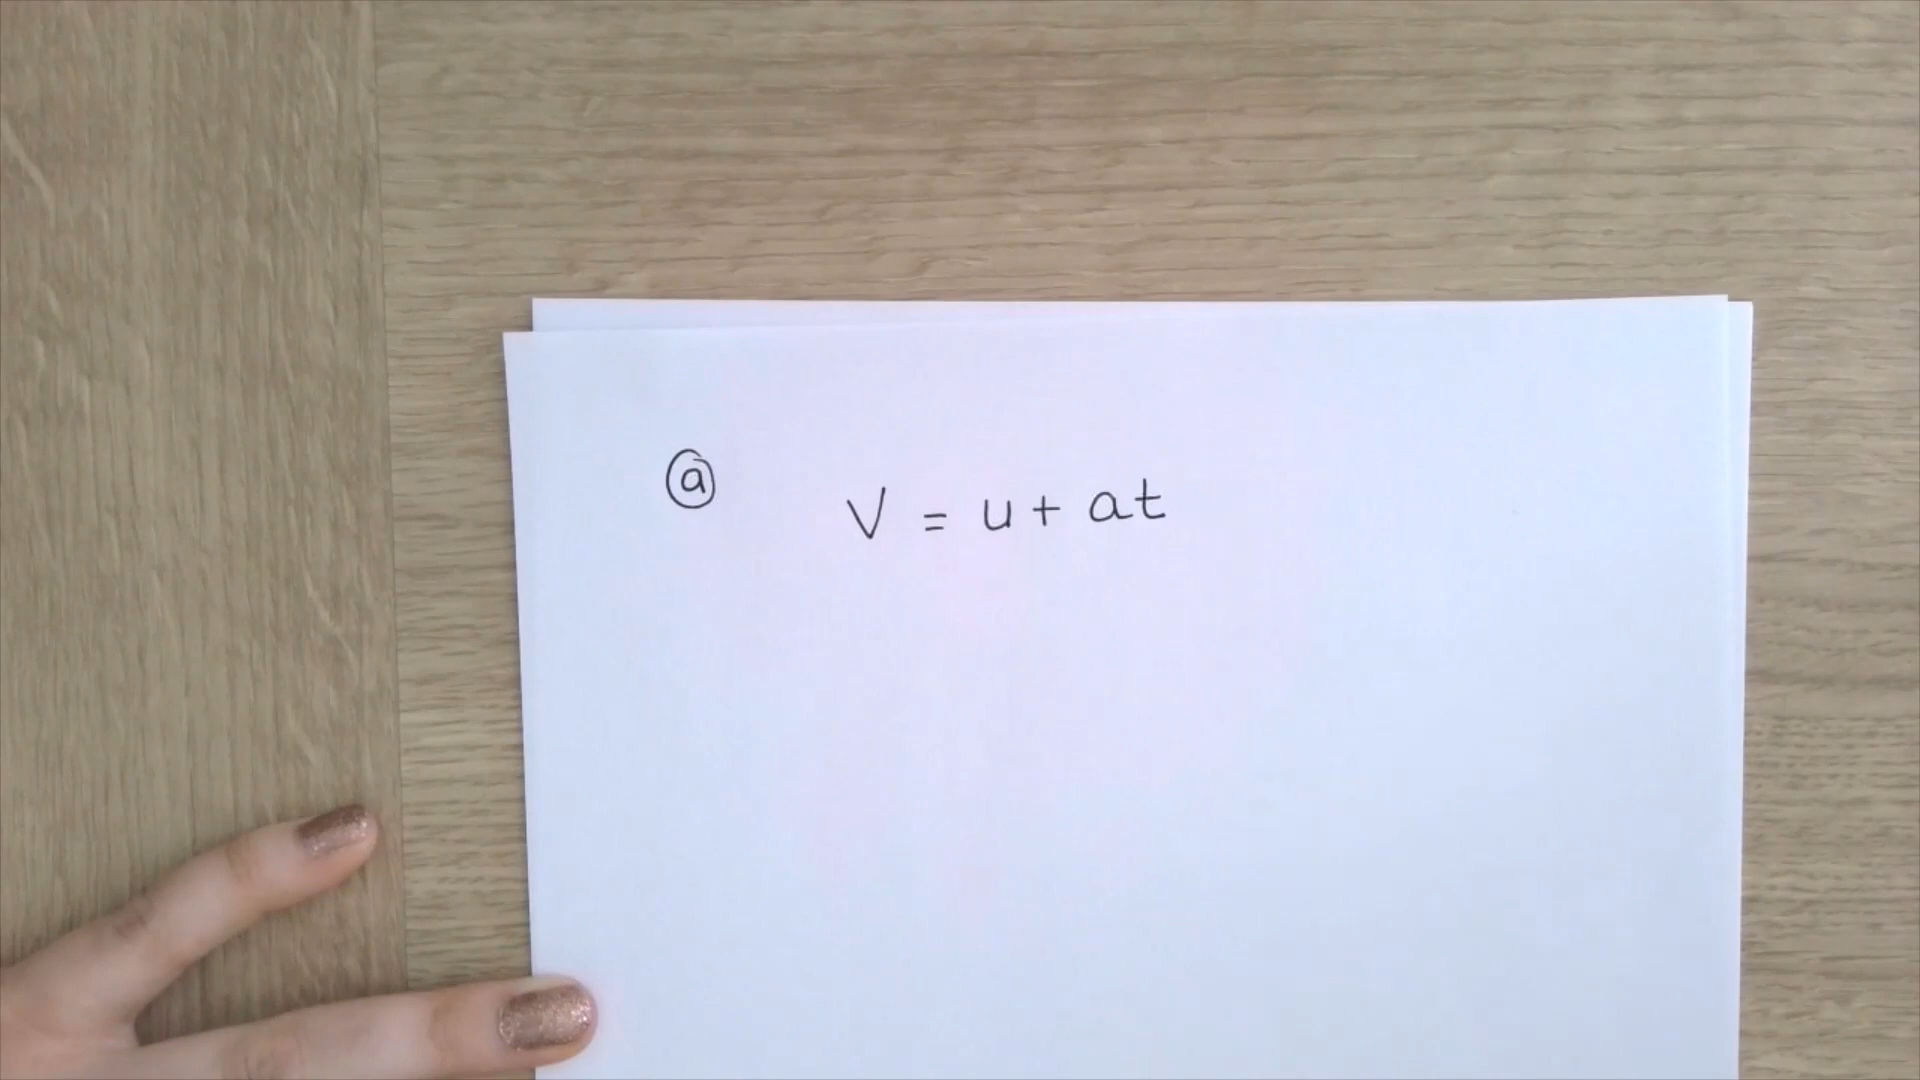 ⓐ V = u + at